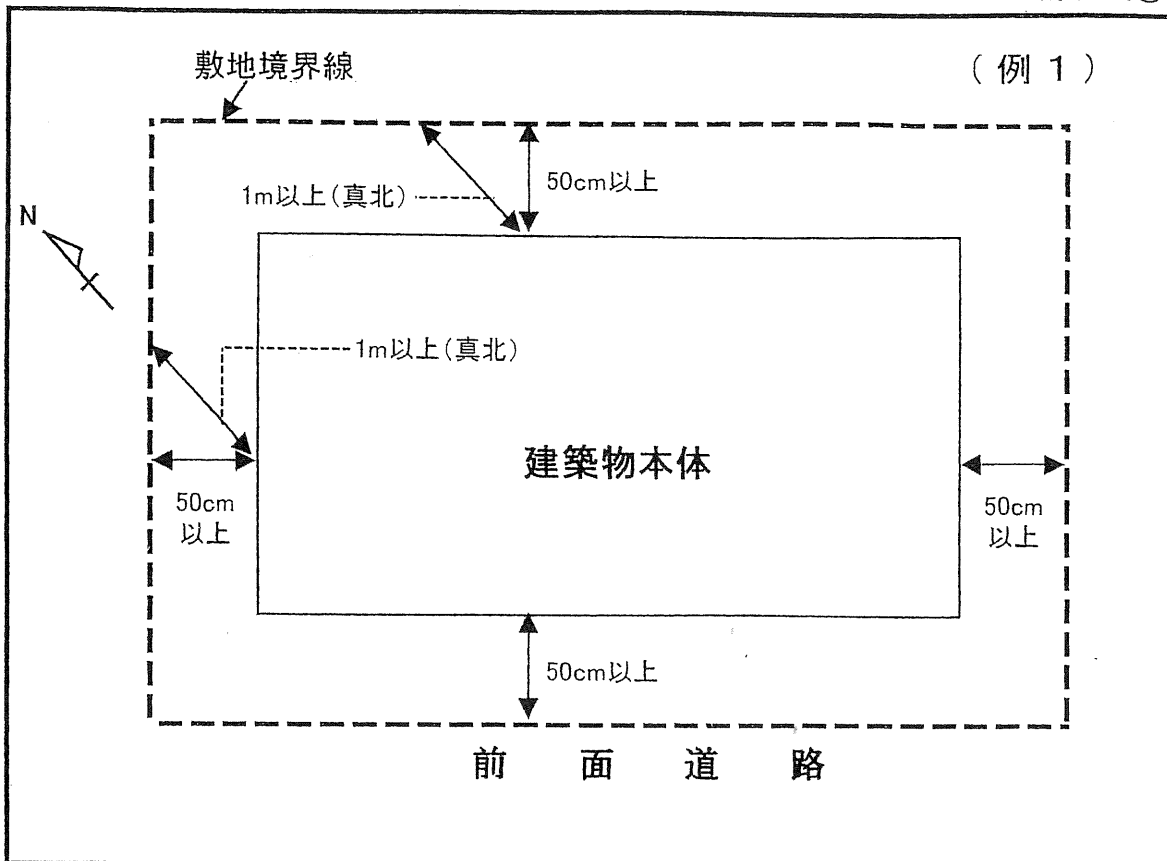 敷地境界線
(例1)
1m以上(真北)
50cm以上
N
1m以上(真北)
建築物本体
50cm
以上
50cm
以上
50cm以上
前面道路